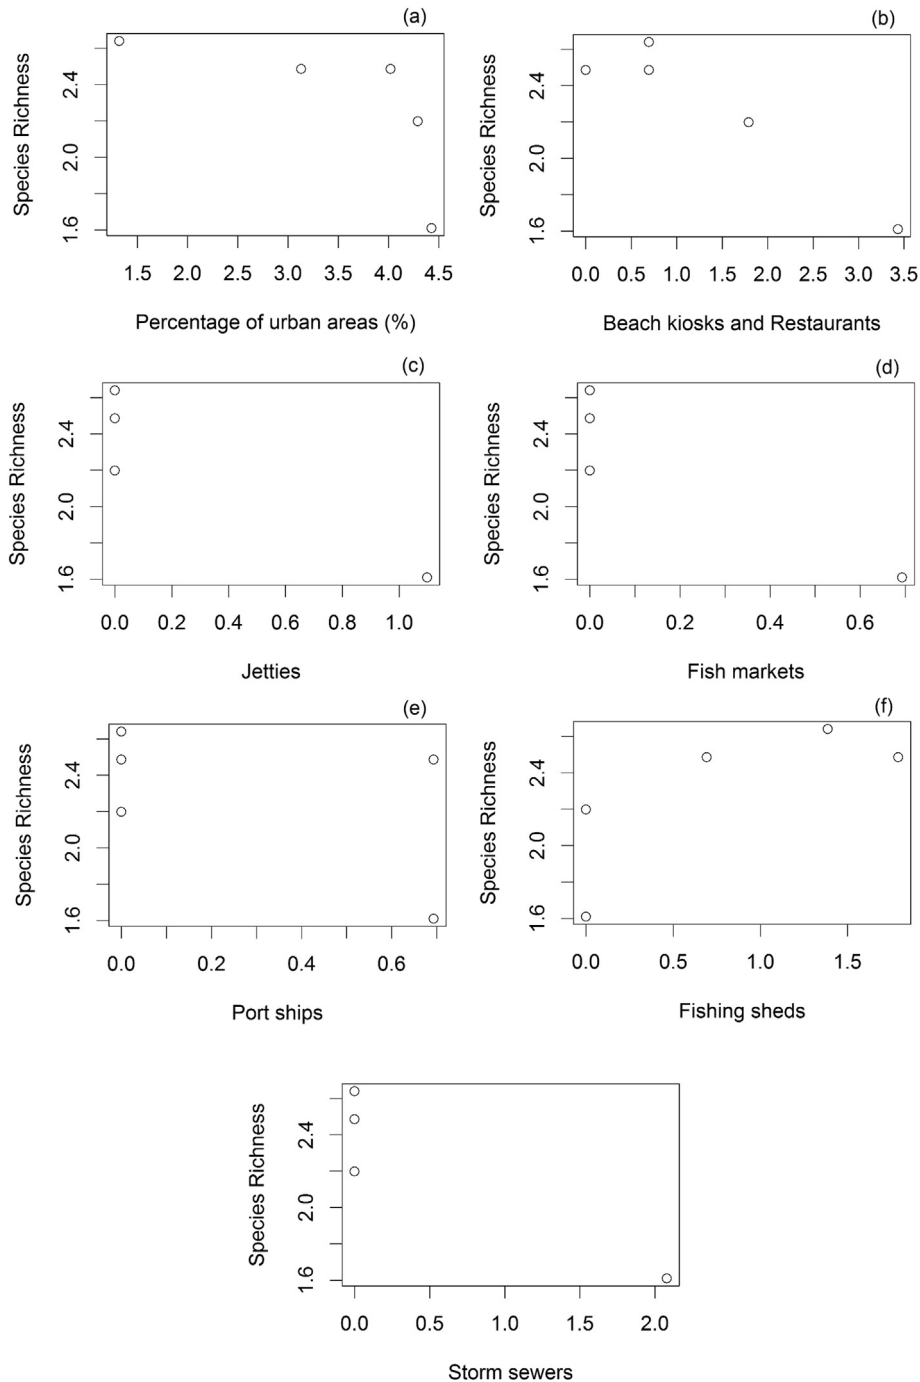 (a)
Species Richness
2.4
2.0
1.6
1.5 2.0 2.5 3.0 3.5 4.0 4.5
Percentage of urban areas (%)
(b)
Species Richness
2.4
2.0
1.6
0.0 0.5 1.0 1.5 2.0 2.5 3.0 3.5
Beach kiosks and Restaurants
(c)
Species Richness
2.4
2.0
1.6
0.0 0.2 0.4 0.6 0.8 1.0
Jetties
(d)
Species Richness
2.4
2.0
1.6
0.0 0.2 0.4 0.6
Fish markets
(e)
Species Richness
2.4
2.0
1.6
0.0 0.2 0.4 0.6
Port ships
(f)
Species Richness
2.4
2.0
1.6
0.0 0.5 1.0 1.5
Fishing sheds
Species Richness
2.4
2.0
1.6
0.0 0.5 1.0 1.5 2.0
Storm sewers